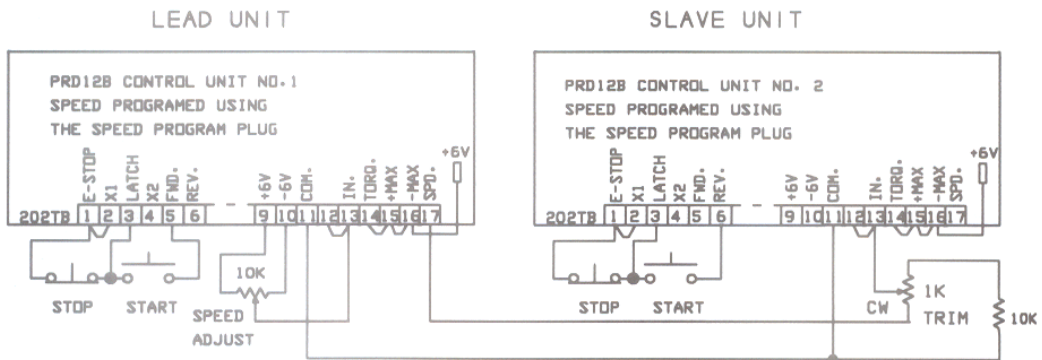 LEAD UNIT
SLAVE UNIT
PRD12B CONTROL UNIT NO.1
SPEED PROGRAMED USING
THE SPEED PROGRAM PLUG
PRD12B CONTROL UNIT NO. 2
SPEED PROGRAMED USING
THE SPEED PROGRAM PLUG
E-STOP
X1
LATCH
X2
FWD.
REV.
+6V
-6V
COM.
IN.
TORQ.
+MAX
-MAX
SPD.
+6V
202TB 1 2 3 4 5 6 9 10 11 12 13 14 15 16 17
E-STOP
X1
LATCH
X2
FWD.
REV.
+6V
-6V
COM.
IN.
TORQ.
+MAX
-MAX
SPD.
+6V
202TB 1 2 3 4 5 6 9 10 11 12 13 14 15 16 17
STOP
START
10K
SPEED
ADJUST
STOP
START
CW
1K
TRIM
10K